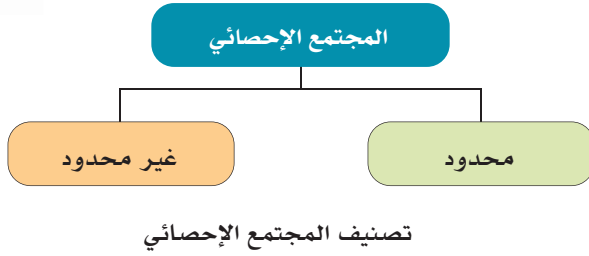 المجتمع الإحصائي
محدود
غير محدود
تصنيف المجتمع الإحصائي